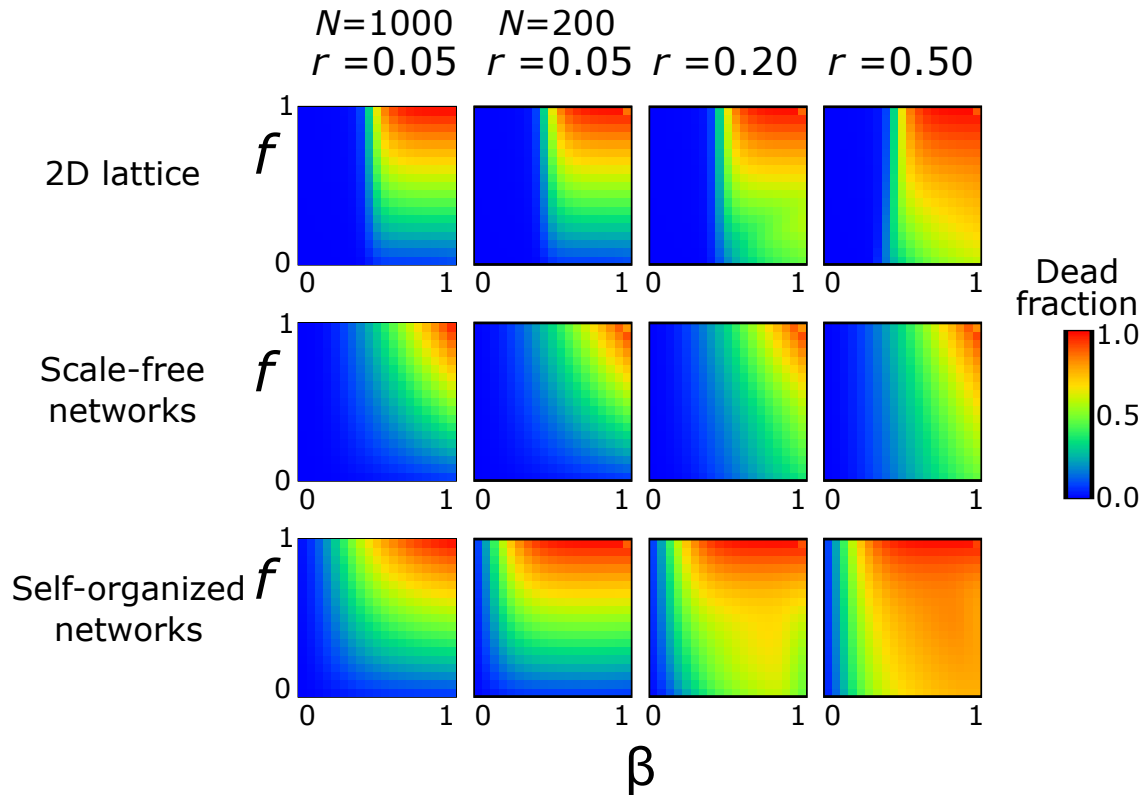 N=1000 N=200
r =0.05 r =0.05 r =0.20 r =0.50
2D lattice
f
1
0
0 1 0 1 0 1 0 1
Scale-free
networks
f
1
0
0 1 0 1 0 1 0 1
Self-organized
networks
f
1
0
0 1 0 1 0 1 0 1
β
Dead
fraction
1.0
0.5
0.0